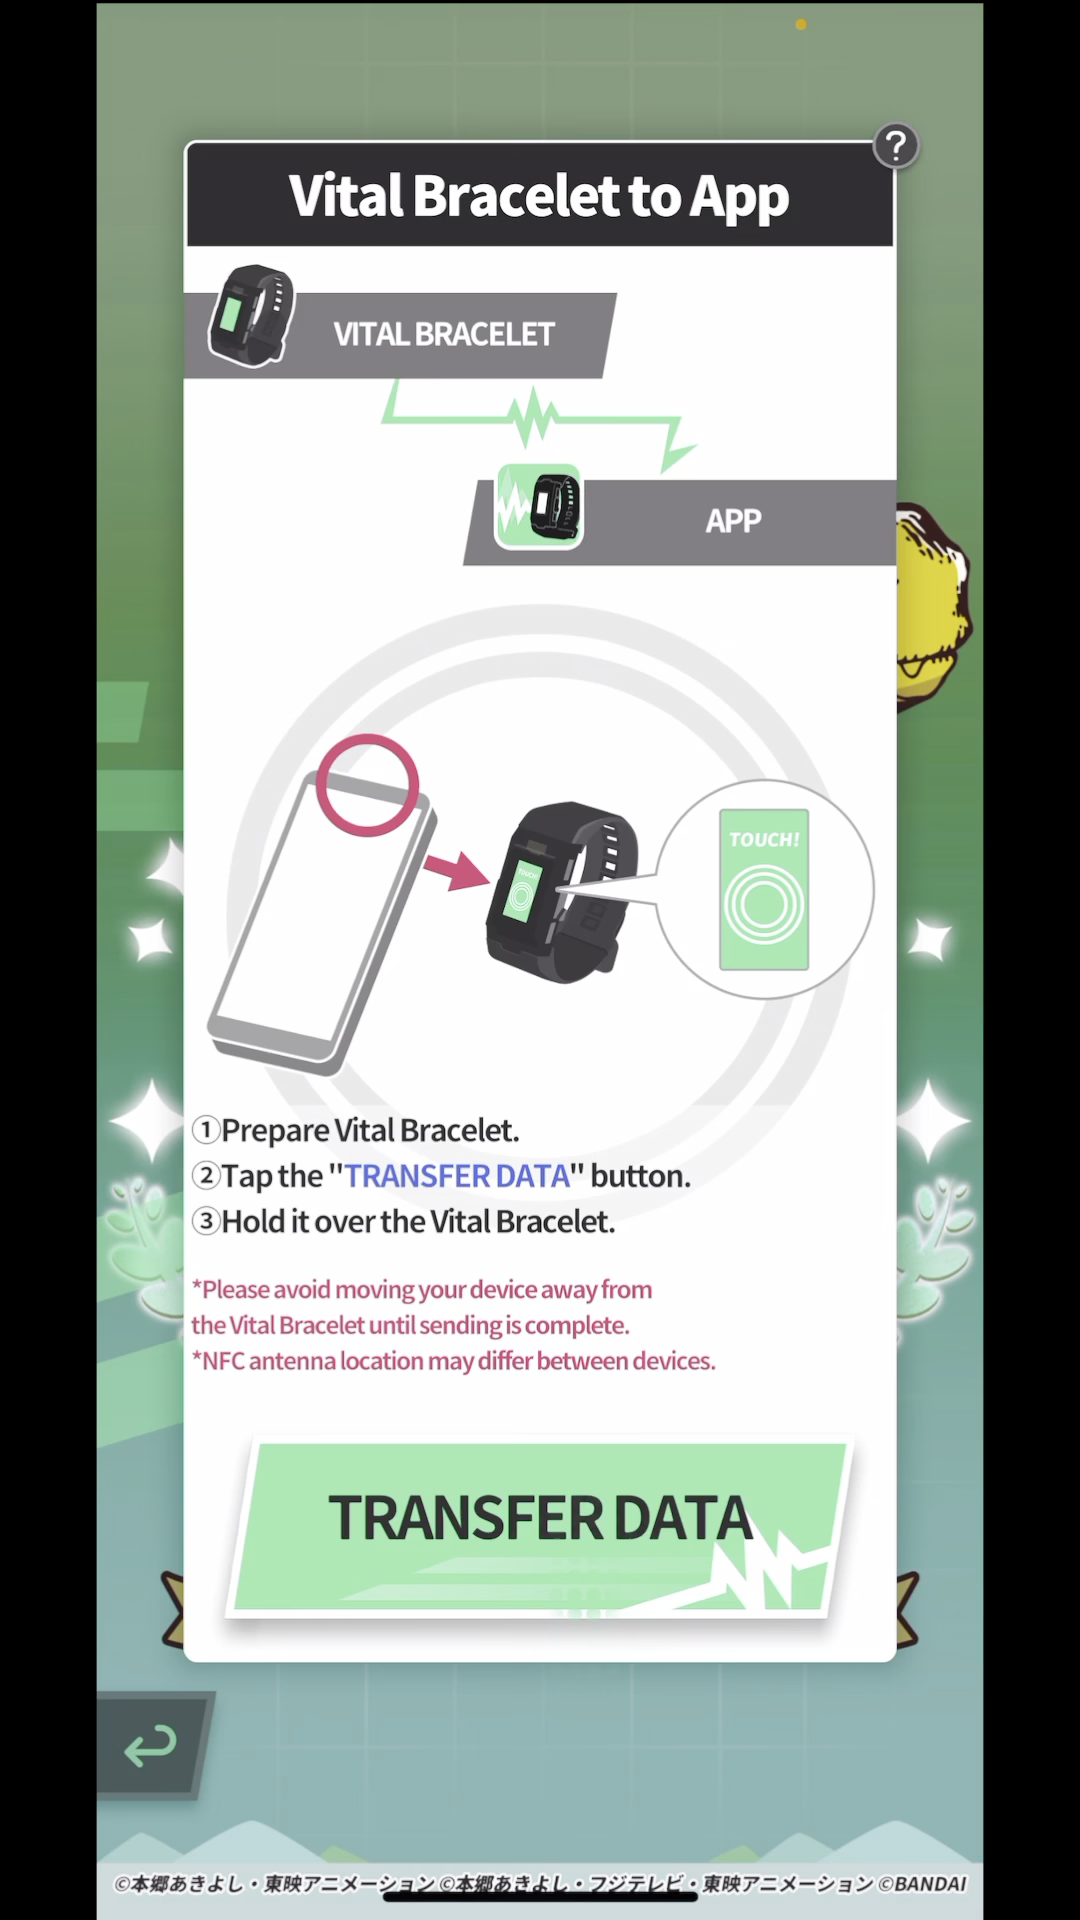 ?
Vital Bracelet to App
VITAL BRACELET
APP
TOUCH!
TOUCH!
①Prepare Vital Bracelet.
②Tap the "TRANSFER DATA" button.
③Hold it over the Vital Bracelet.
*Please avoid moving your device away from
the Vital Bracelet until sending is complete.
*NFC antenna location may differ between devices.
TRANSFER DATA
©本郷あきよし・東映アニメーション ©本郷あきよし・フジテレビ・東映アニメーション ©BANDAI